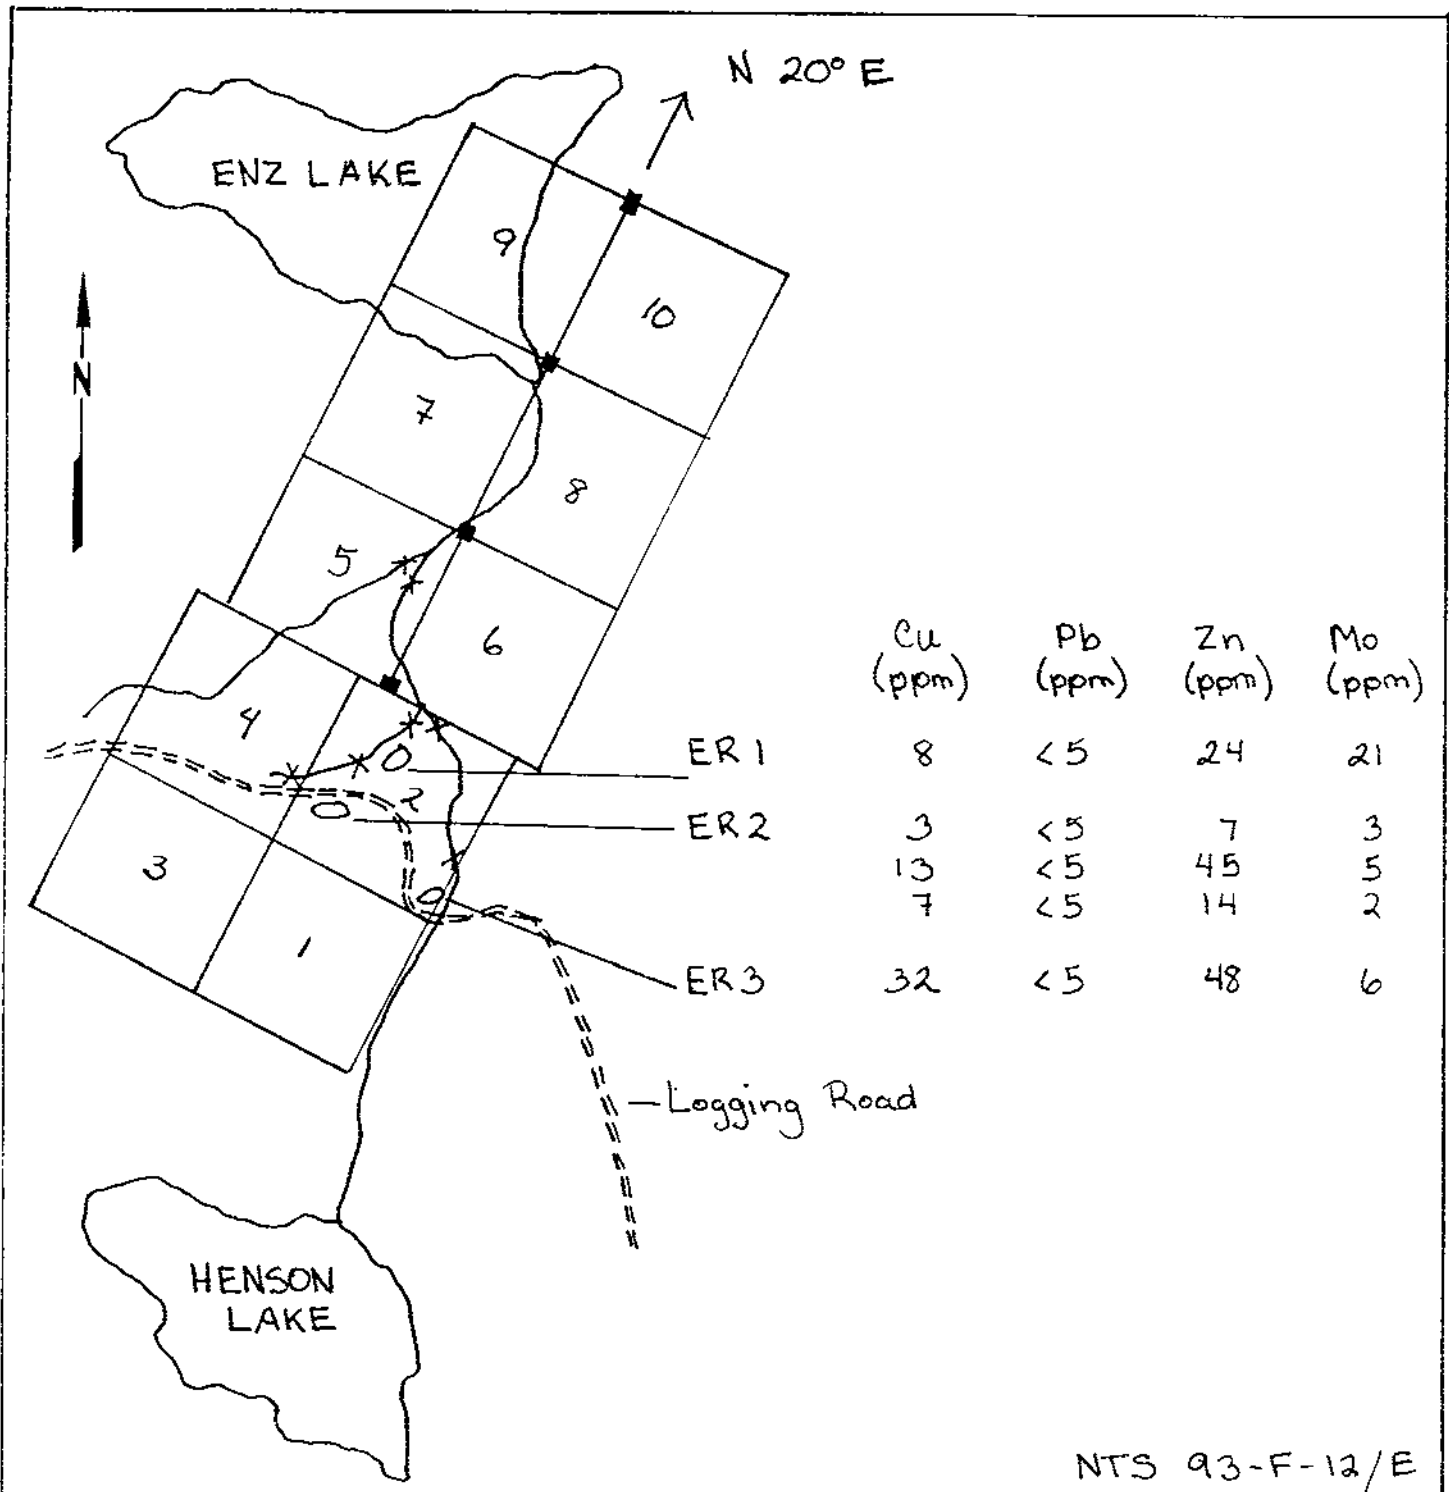 N 20° E
ENZ LAKE
9
10
N
7
8
5
6
4
2
3
1
Cu Pb Zn Mo
(ppm) (ppm) (ppm) (ppm)
ER 1 8 <5 24 21
ER 2 3 <5 7 3
13 <5 45 5
7 <5 14 2
ER 3 32 <5 48 6
Logging Road
HENSON
LAKE
NTS 93-F-12/E